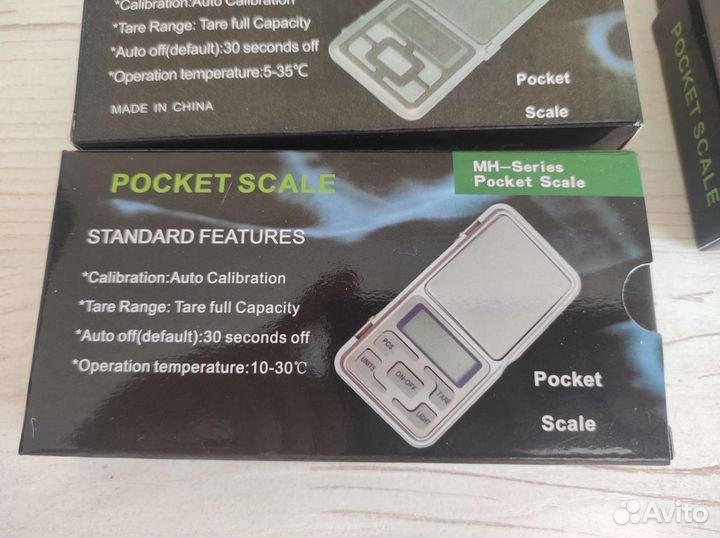 *Calibration:Auto Calibration
*Tare Range: Tare full Capacity
*Auto off(default):30 seconds off
*Operation temperature:5-35℃
MADE IN CHINA
Pocket
Scale
POCKET SCALE
POCKET SCALE
MH-Series
Pocket Scale
STANDARD FEATURES
*Calibration:Auto Calibration
*Tare Range: Tare full Capacity
*Auto off(default):30 seconds off
*Operation temperature:10-30℃
PCS
UNITS
ON-OFF
TARE
LIGHT
Pocket
Scale
Avito